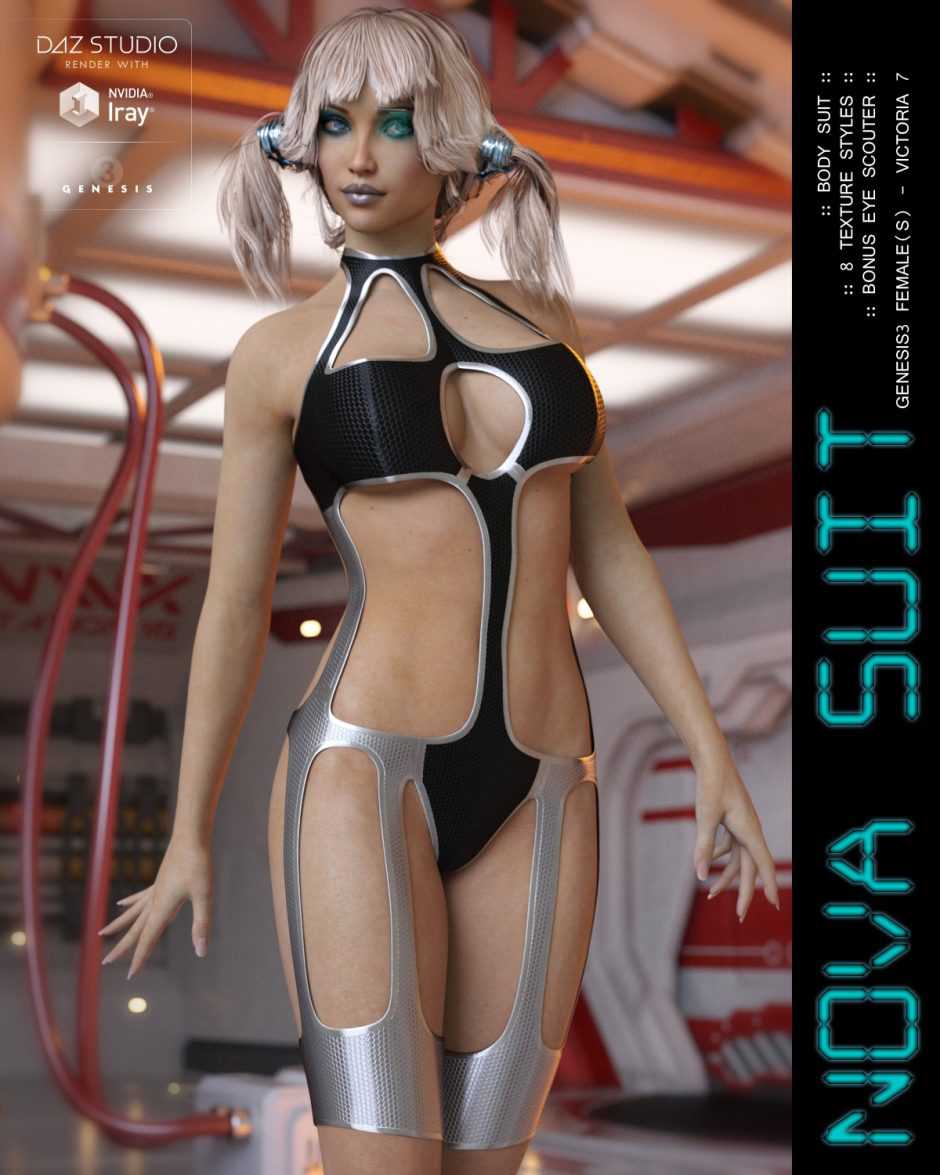 DAZ STUDIO
RENDER WITH
NVIDIA®
Iray®
3
GENESIS
:: BODY SUIT ::
:: 8 TEXTURE STYLES ::
:: BONUS EYE SCOUTER ::
GENESIS3 FEMALE(S) - VICTORIA 7
NOVA SUIT